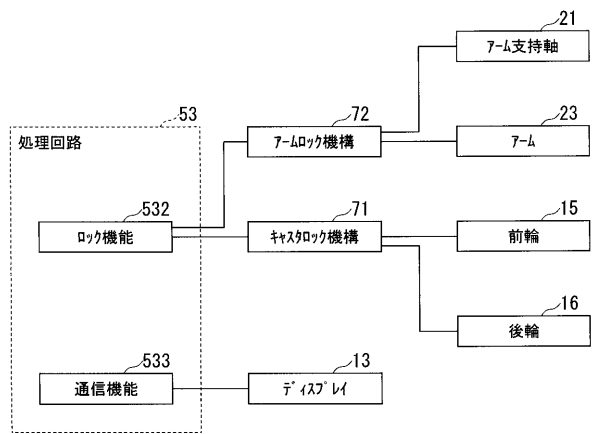 21
ｱｰﾑ支持軸
53
72
23
処理回路
ｱｰﾑﾛｯｸ機構
ｱｰﾑ
532
71
15
ﾛｯｸ機能
ｷｬｽﾀﾛｯｸ機構
前輪
16
後輪
533
13
通信機能
ﾃﾞｨｽﾌﾟﾚｲ